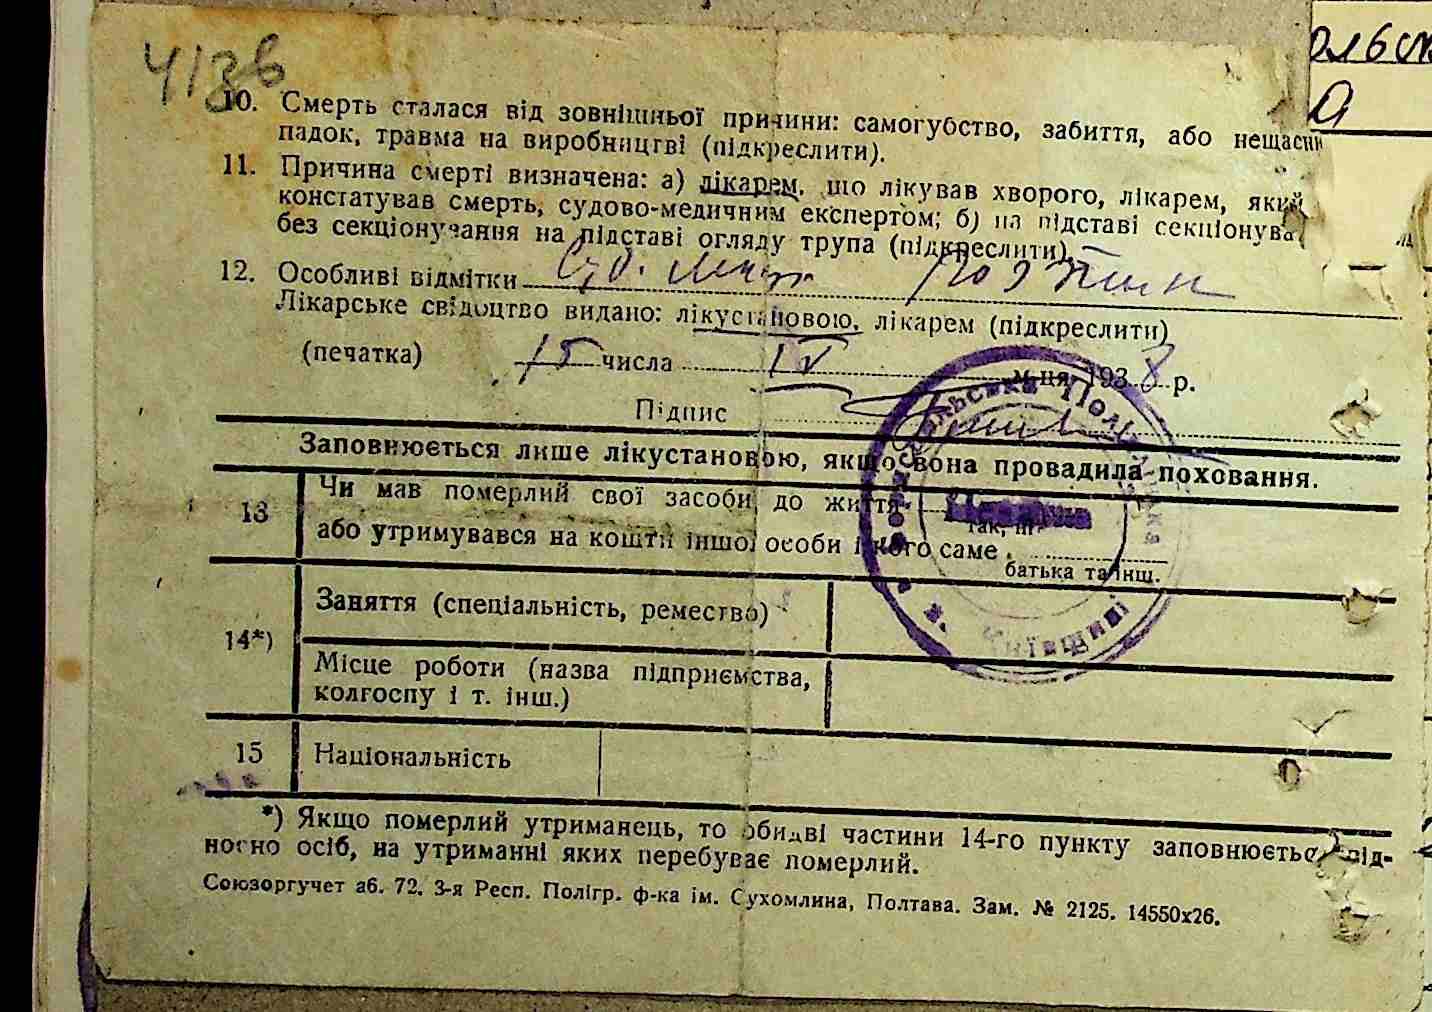 4136
ольск
10. Смерть сталася від зовнішньої причини: самогубство, забиття, або нещасни
падок, травма на виробництві (підкреслити).
11. Причина смерті визначена: а) лікарем, що лікував хворого, лікарем, який
констатував смерть, судово-медичним експертом; б) на підставі секціонува
без секціонування на підставі огляду трупа (підкреслити).
12. Особливі відмітки
Лікарське свідоцтво видано: лікустановою, лікарем (підкреслити)
(печатка) 15 числа IV м-ця 1938 р.
Підпис
Заповнюється лише лікустановою, якщо вона провадила поховання.
13 Чи мав померлий свої засоби до життя
так, ні
або утримувався на кошти іншої особи і кого саме
батька та інш.
14*) Заняття (спеціальність, ремество)
Місце роботи (назва підприємства,
колгоспу і т. інш.)
15 Національність
*) Якщо померлий утриманець, то обидві частини 14-го пункту заповнюється від-
носно осіб, на утриманні яких перебуває померлий.
Союзоргучет аб. 72. 3-я Респ. Полігр. ф-ка ім. Сухомлина, Полтава. Зам. № 2125. 14550х26.